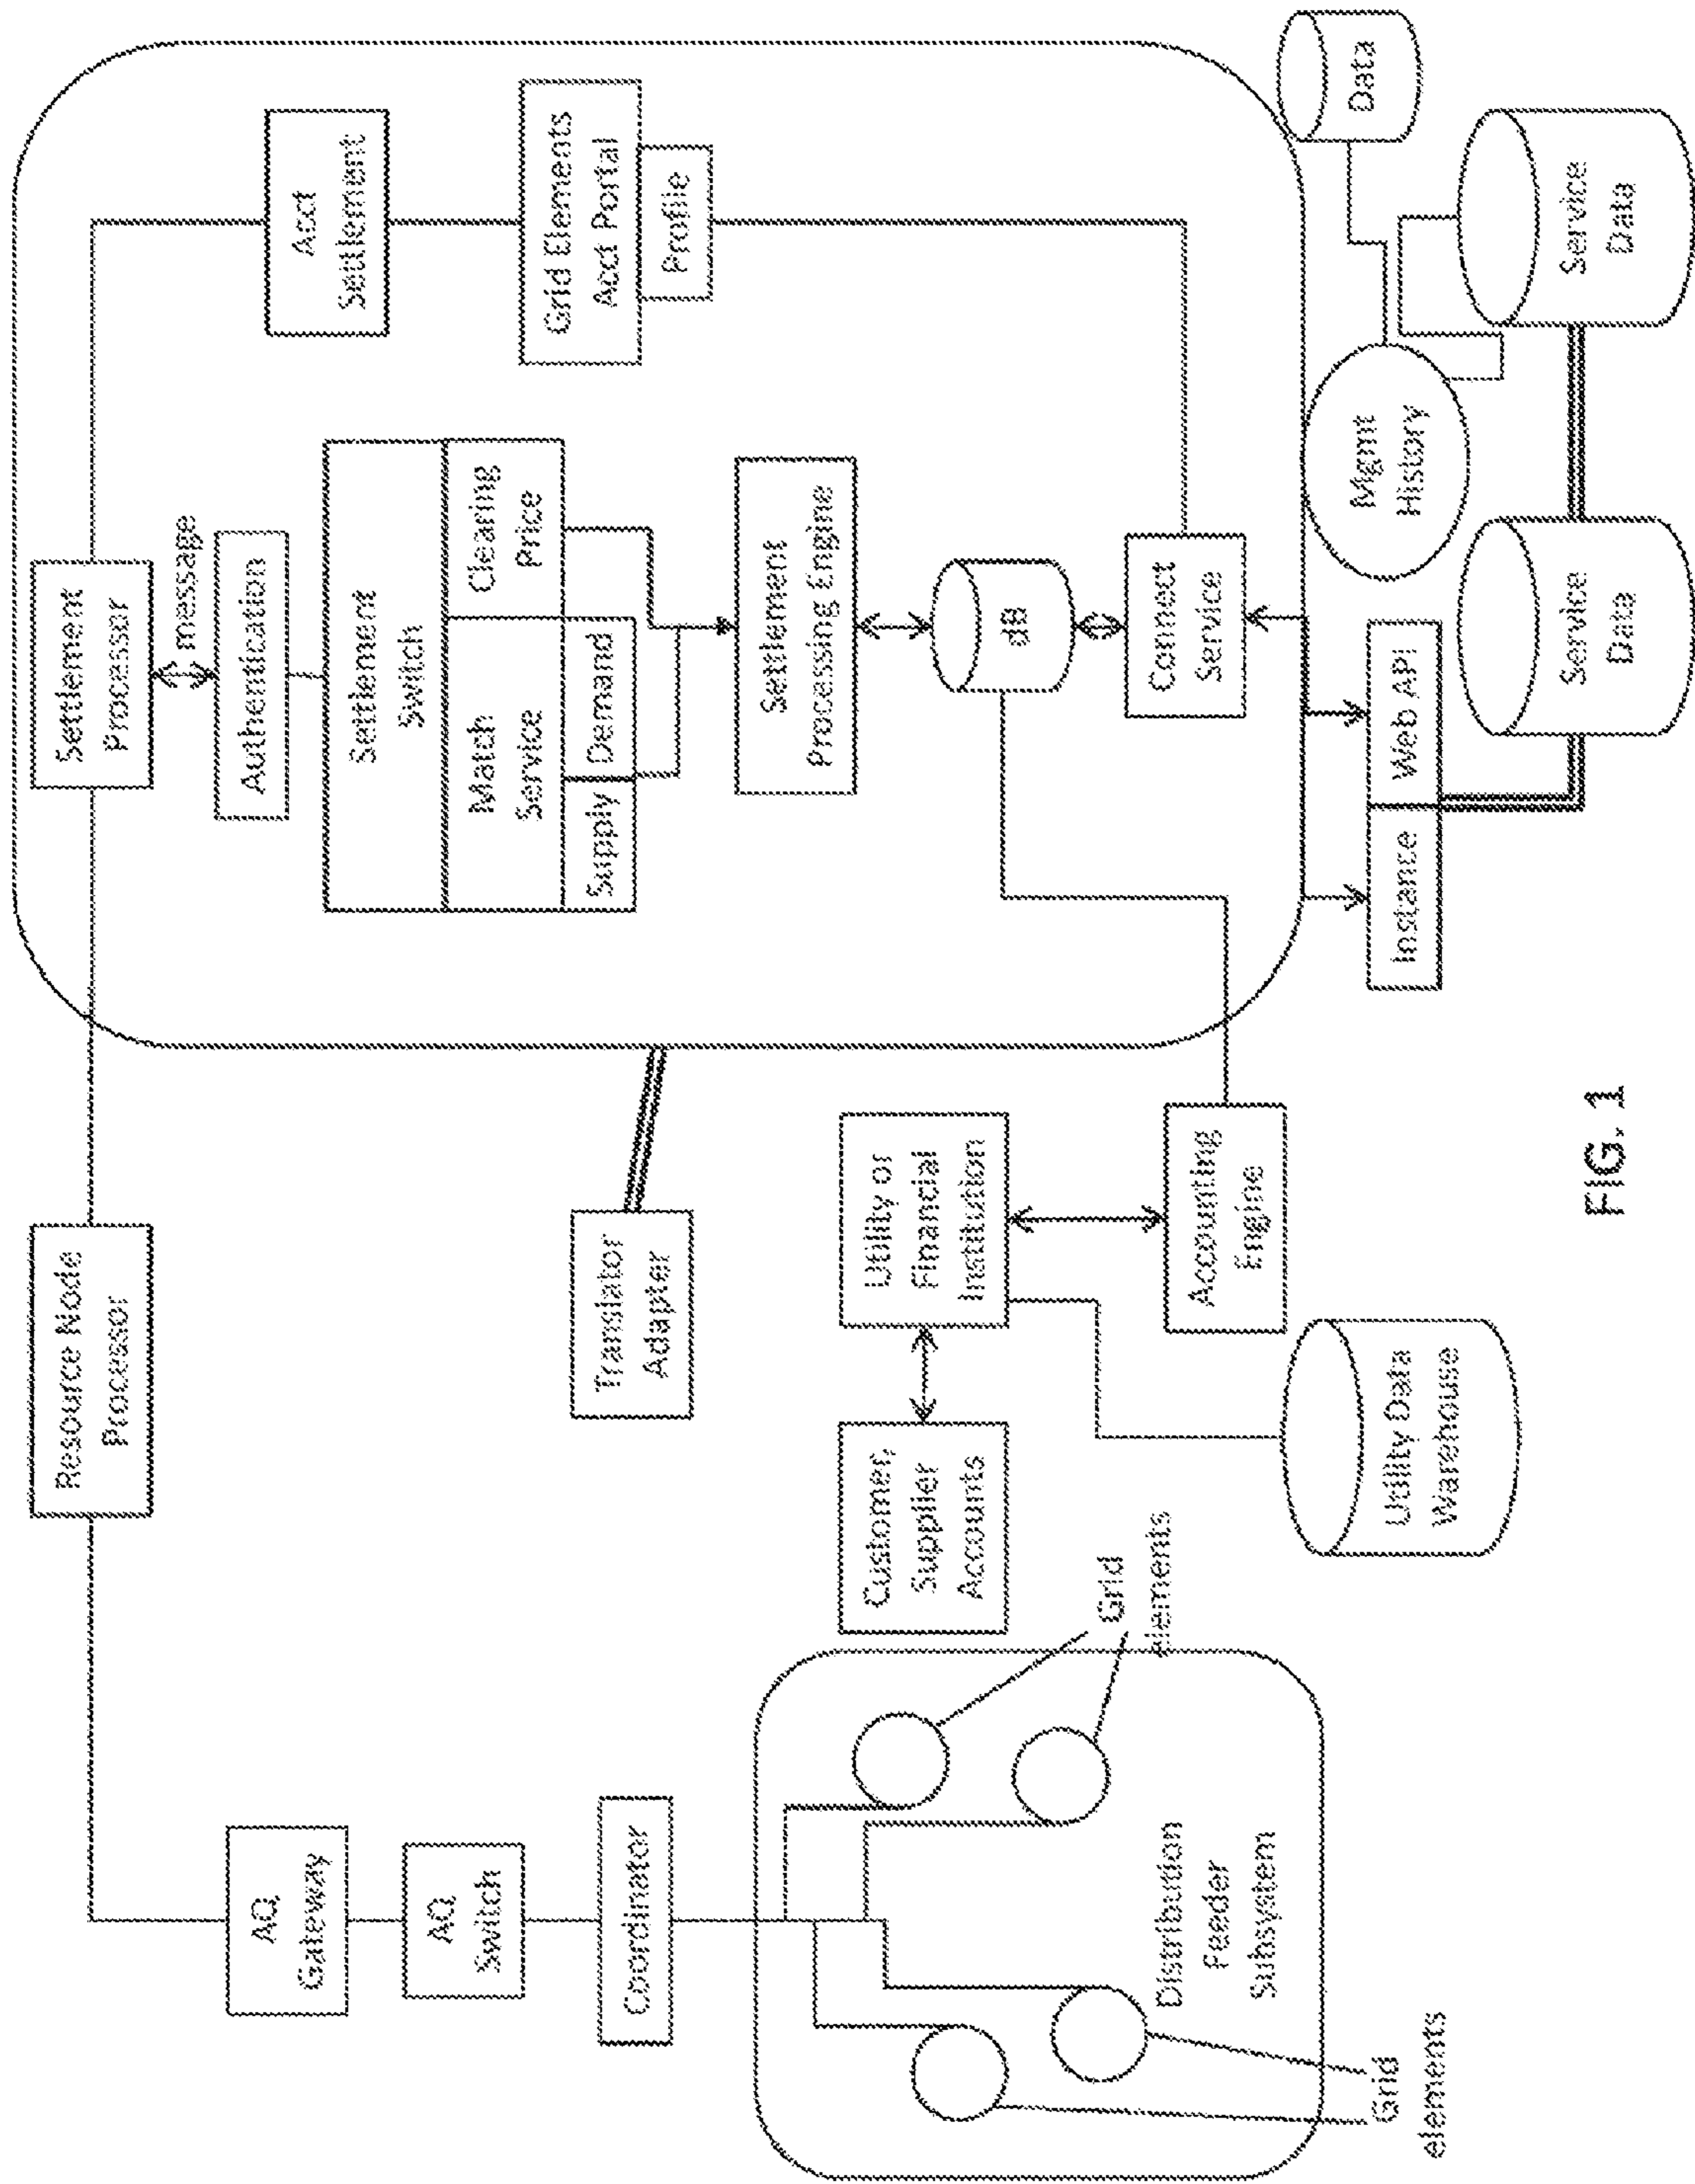 Resource Node
Processor
Settlement
Processor
message
Authentication
Acct
Settlement
AQ
Gateway
AQ
Switch
Coordinator
Settlement
Switch
Match
Service
Clearing
Price
Supply
Demand
Grid Elements
Acct Portal
Profile
Translator
Adapter
Settlement
Processing Engine
dB
Connect
Service
Customer,
Supplier
Accounts
Utility or
Financial
Institution
Accounting
Engine
Utility Data
Warehouse
Grid
elements
Distribution
Feeder
Subsystem
Grid
elements
Instance
Web API
Mgmt
History
Data
Service
Data
Service
Data
FIG. 1